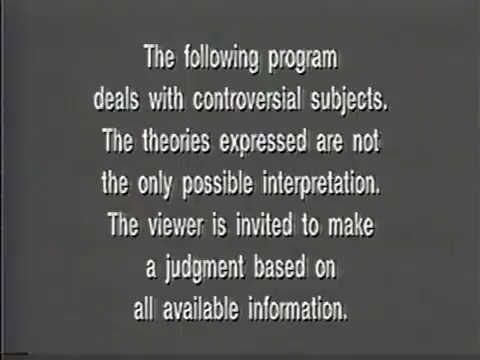 The following program
deals with controversial subjects.
The theories expressed are not
the only possible interpretation.
The viewer is invited to make
a judgment based on
all available information.